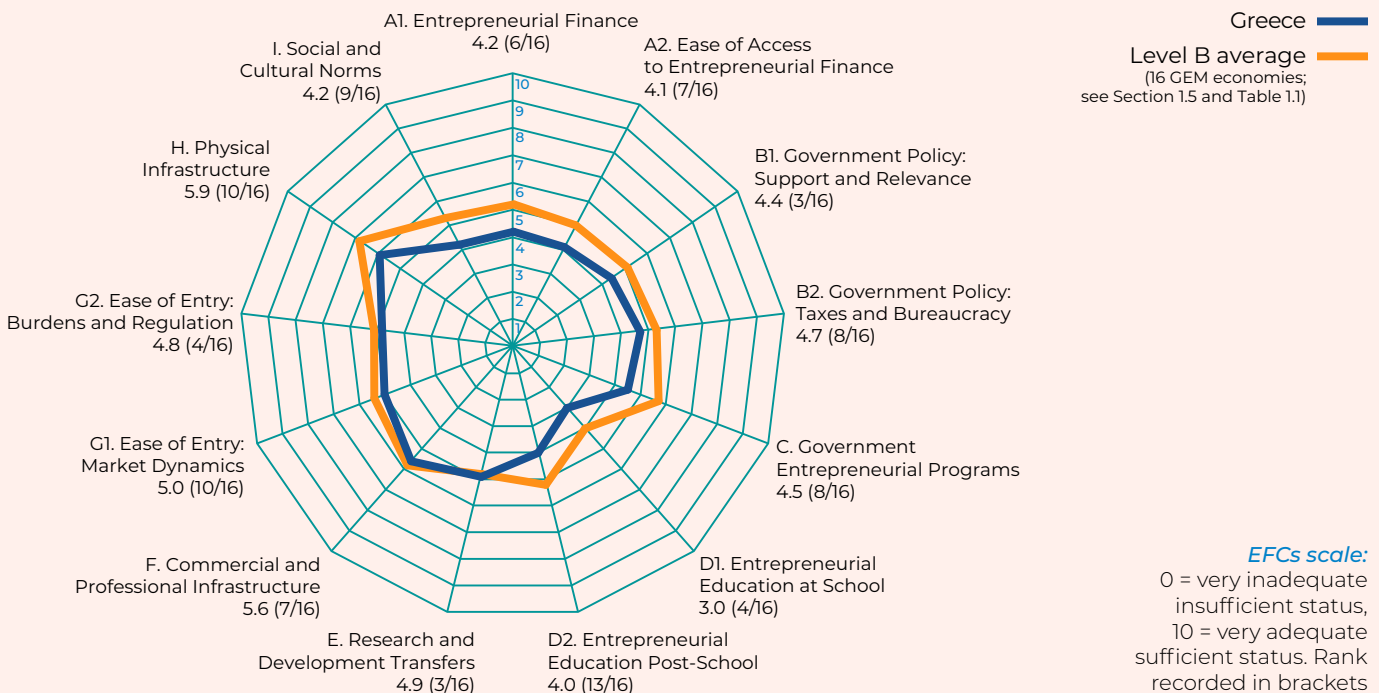 A1. Entrepreneurial Finance
4.2 (6/16)
A2. Ease of Access
to Entrepreneurial Finance
4.1 (7/16)
B1. Government Policy:
Support and Relevance
4.4 (3/16)
B2. Government Policy:
Taxes and Bureaucracy
4.7 (8/16)
C. Government
Entrepreneurial Programs
4.5 (8/16)
D1. Entrepreneurial
Education at School
3.0 (4/16)
D2. Entrepreneurial
Education Post-School
4.0 (13/16)
E. Research and
Development Transfers
4.9 (3/16)
F. Commercial and
Professional Infrastructure
5.6 (7/16)
G1. Ease of Entry:
Market Dynamics
5.0 (10/16)
G2. Ease of Entry:
Burdens and Regulation
4.8 (4/16)
H. Physical
Infrastructure
5.9 (10/16)
I. Social and
Cultural Norms
4.2 (9/16)
10
9
8
7
6
5
4
3
2
1
Greece
Level B average
(16 GEM economies;
see Section 1.5 and Table 1.1)
EFCs scale:
0 = very inadequate
insufficient status,
10 = very adequate
sufficient status. Rank
recorded in brackets